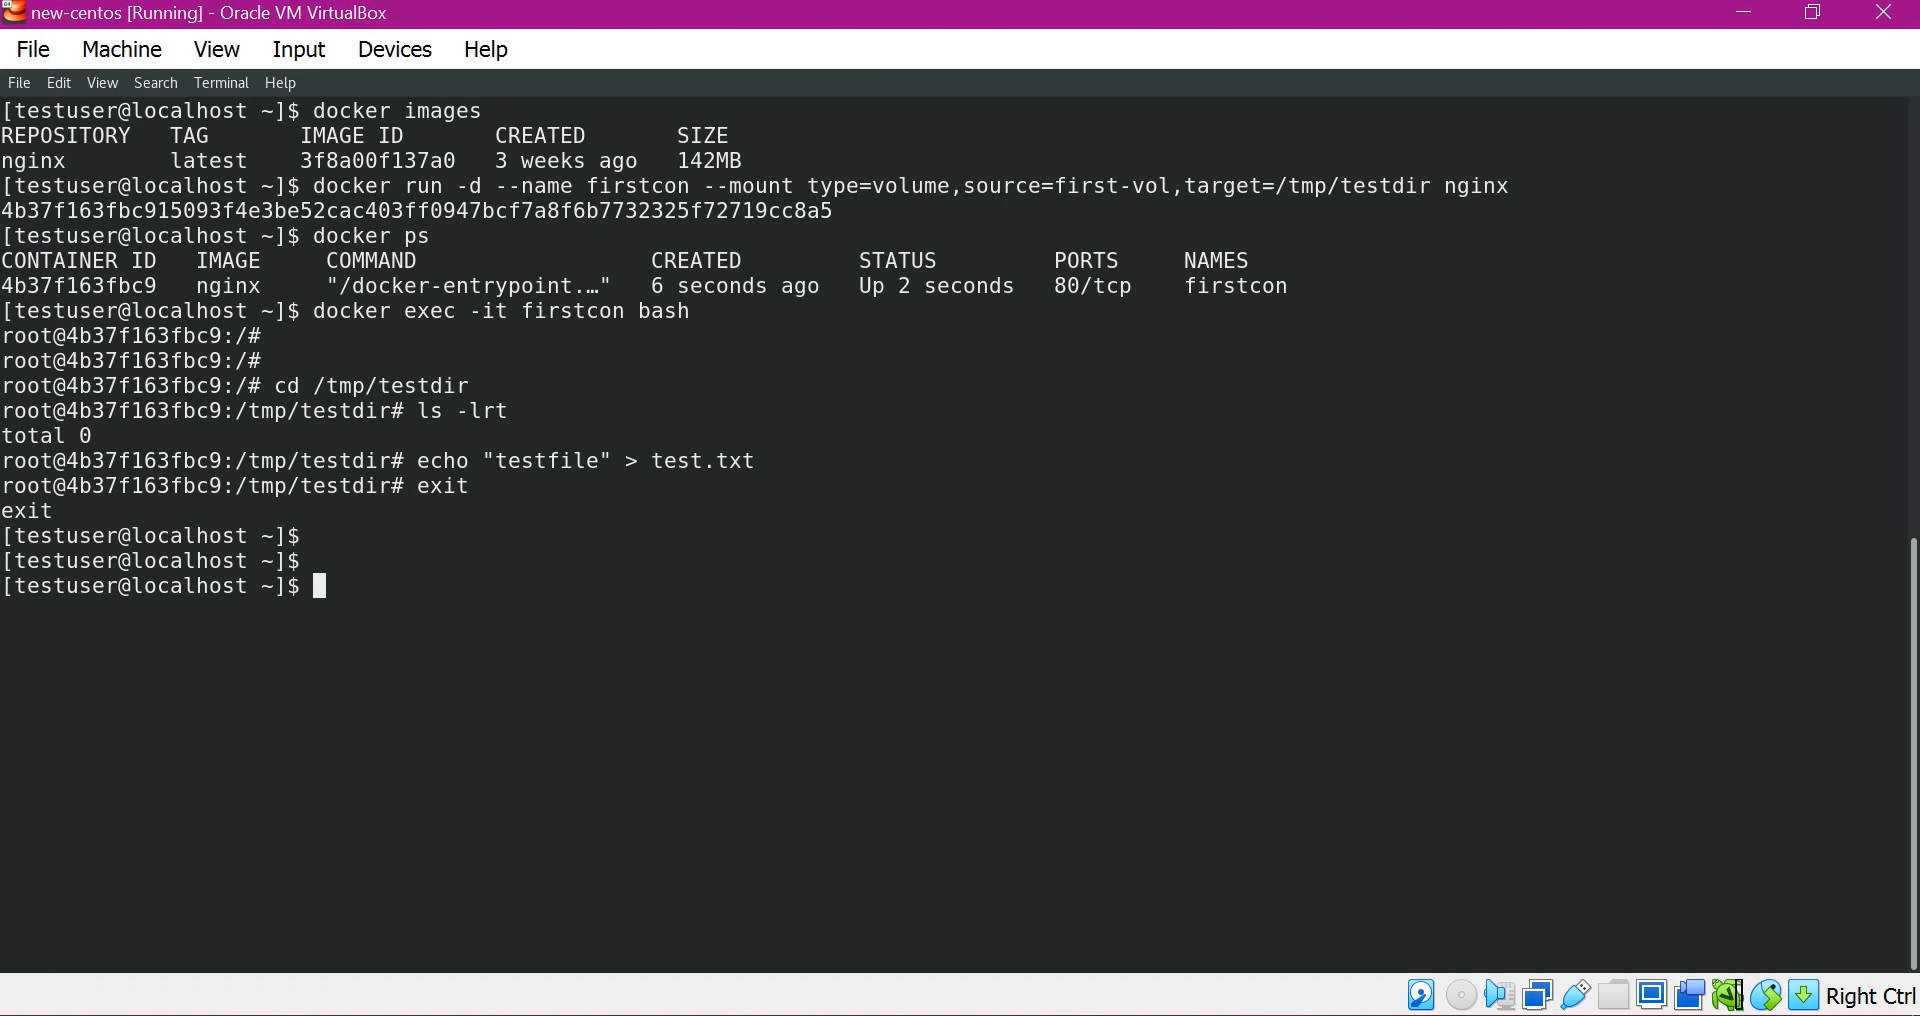 new-centos [Running] - Oracle VM VirtualBox
File Machine View Input Devices Help
File Edit View Search Terminal Help
[testuser@localhost ~]$ docker images
REPOSITORY   TAG       IMAGE ID       CREATED       SIZE
nginx        latest    3f8a00f137a0   3 weeks ago   142MB
[testuser@localhost ~]$ docker run -d --name firstcon --mount type=volume,source=first-vol,target=/tmp/testdir nginx
4b37f163fbc915093f4e3be52cac403ff0947bcf7a8f6b7732325f72719cc8a5
[testuser@localhost ~]$ docker ps
CONTAINER ID   IMAGE     COMMAND                  CREATED         STATUS         PORTS     NAMES
4b37f163fbc9   nginx     "/docker-entrypoint.…"   6 seconds ago   Up 2 seconds   80/tcp    firstcon
[testuser@localhost ~]$ docker exec -it firstcon bash
root@4b37f163fbc9:/#
root@4b37f163fbc9:/#
root@4b37f163fbc9:/# cd /tmp/testdir
root@4b37f163fbc9:/tmp/testdir# ls -lrt
total 0
root@4b37f163fbc9:/tmp/testdir# echo "testfile" > test.txt
root@4b37f163fbc9:/tmp/testdir# exit
exit
[testuser@localhost ~]$
[testuser@localhost ~]$
[testuser@localhost ~]$
Right Ctrl